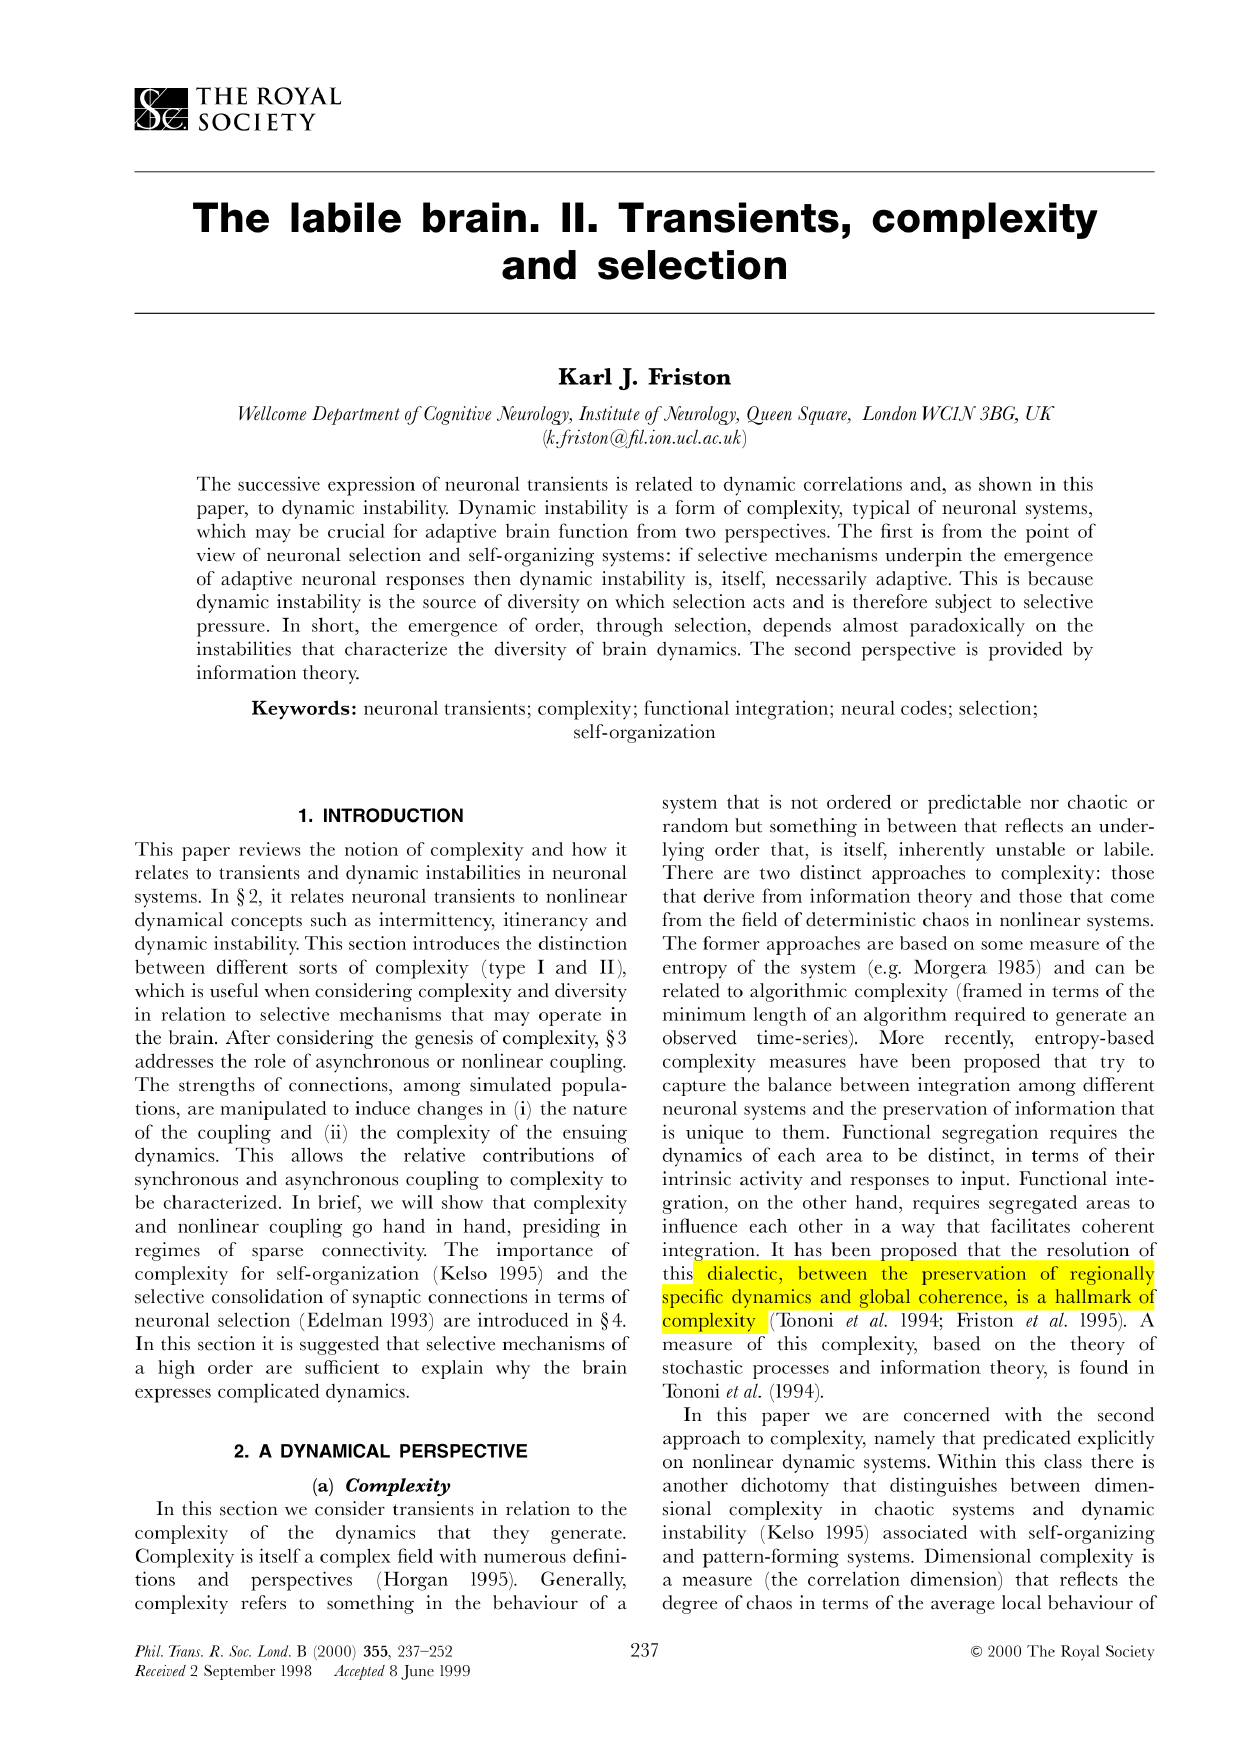 THE ROYAL
SOCIETY
The labile brain. II. Transients, complexity
and selection
Karl J. Friston
Wellcome Department of Cognitive Neurology, Institute of Neurology, Queen Square, London WC1N 3BG, UK
(k.friston@fil.ion.ucl.ac.uk)
The successive expression of neuronal transients is related to dynamic correlations and, as shown in this
paper, to dynamic instability. Dynamic instability is a form of complexity, typical of neuronal systems,
which may be crucial for adaptive brain function from two perspectives. The first is from the point of
view of neuronal selection and self-organizing systems: if selective mechanisms underpin the emergence
of adaptive neuronal responses then dynamic instability is, itself, necessarily adaptive. This is because
dynamic instability is the source of diversity on which selection acts and is therefore subject to selective
pressure. In short, the emergence of order, through selection, depends almost paradoxically on the
instabilities that characterize the diversity of brain dynamics. The second perspective is provided by
information theory.
Keywords: neuronal transients; complexity; functional integration; neural codes; selection;
self-organization
1. INTRODUCTION
This paper reviews the notion of complexity and how it
relates to transients and dynamic instabilities in neuronal
systems. In § 2, it relates neuronal transients to nonlinear
dynamical concepts such as intermittency, itinerancy and
dynamic instability. This section introduces the distinction
between different sorts of complexity (type I and II),
which is useful when considering complexity and diversity
in relation to selective mechanisms that may operate in
the brain. After considering the genesis of complexity, § 3
addresses the role of asynchronous or nonlinear coupling.
The strengths of connections, among simulated popula-
tions, are manipulated to induce changes in (i) the nature
of the coupling and (ii) the complexity of the ensuing
dynamics. This allows the relative contributions of
synchronous and asynchronous coupling to complexity to
be characterized. In brief, we will show that complexity
and nonlinear coupling go hand in hand, presiding in
regimes of sparse connectivity. The importance of
complexity for self-organization (Kelso 1995) and the
selective consolidation of synaptic connections in terms of
neuronal selection (Edelman 1993) are introduced in § 4.
In this section it is suggested that selective mechanisms of
a high order are sufficient to explain why the brain
expresses complicated dynamics.
2. A DYNAMICAL PERSPECTIVE
(a) Complexity
In this section we consider transients in relation to the
complexity of the dynamics that they generate.
Complexity is itself a complex field with numerous defini-
tions and perspectives (Horgan 1995). Generally,
complexity refers to something in the behaviour of a
system that is not ordered or predictable nor chaotic or
random but something in between that reflects an under-
lying order that, is itself, inherently unstable or labile.
There are two distinct approaches to complexity: those
that derive from information theory and those that come
from the field of deterministic chaos in nonlinear systems.
The former approaches are based on some measure of the
entropy of the system (e.g. Morgera 1985) and can be
related to algorithmic complexity (framed in terms of the
minimum length of an algorithm required to generate an
observed time-series). More recently, entropy-based
complexity measures have been proposed that try to
capture the balance between integration among different
neuronal systems and the preservation of information that
is unique to them. Functional segregation requires the
dynamics of each area to be distinct, in terms of their
intrinsic activity and responses to input. Functional inte-
gration, on the other hand, requires segregated areas to
influence each other in a way that facilitates coherent
integration. It has been proposed that the resolution of
this dialectic, between the preservation of regionally
specific dynamics and global coherence, is a hallmark of
complexity (Tononi et al. 1994; Friston et al. 1995). A
measure of this complexity, based on the theory of
stochastic processes and information theory, is found in
Tononi et al. (1994).
In this paper we are concerned with the second
approach to complexity, namely that predicated explicitly
on nonlinear dynamic systems. Within this class there is
another dichotomy that distinguishes between dimen-
sional complexity in chaotic systems and dynamic
instability (Kelso 1995) associated with self-organizing
and pattern-forming systems. Dimensional complexity is
a measure (the correlation dimension) that reflects the
degree of chaos in terms of the average local behaviour of
Phil. Trans. R. Soc. Lond. B (2000) 355, 237–252
Received 2 September 1998 Accepted 8 June 1999
237
© 2000 The Royal Society